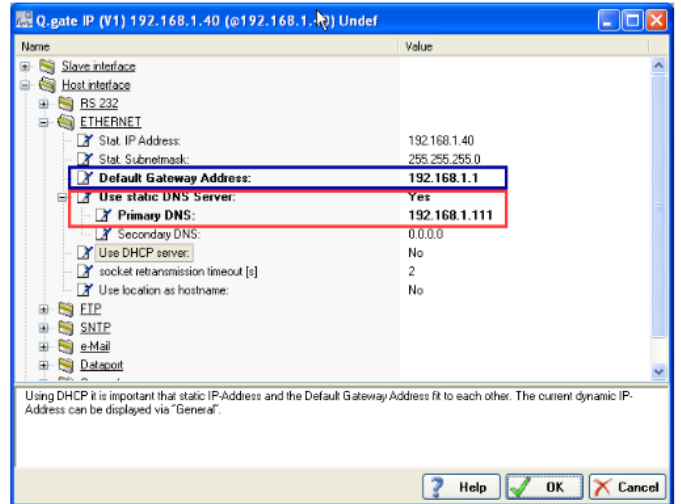 Q.gate IP (V1) 192.168.1.40 (@192.168.1.40) Undef
Name Value
Slave interface
Host interface
RS 232
ETHERNET
Stat. IP Address: 192.168.1.40
Stat. Subnetmask: 255.255.255.0
Default Gateway Address: 192.168.1.1
Use static DNS Server: Yes
Primary DNS: 192.168.1.111
Secondary DNS: 0.0.0.0
Use DHCP server: No
socket retransmission timeout [s] 2
Use location as hostname: No
FTP
SNTP
e-Mail
Dataport
Using DHCP it is important that static IP-Address and the Default Gateway Address fit to each other. The current dynamic IP-
Address can be displayed via "General".
Help OK Cancel